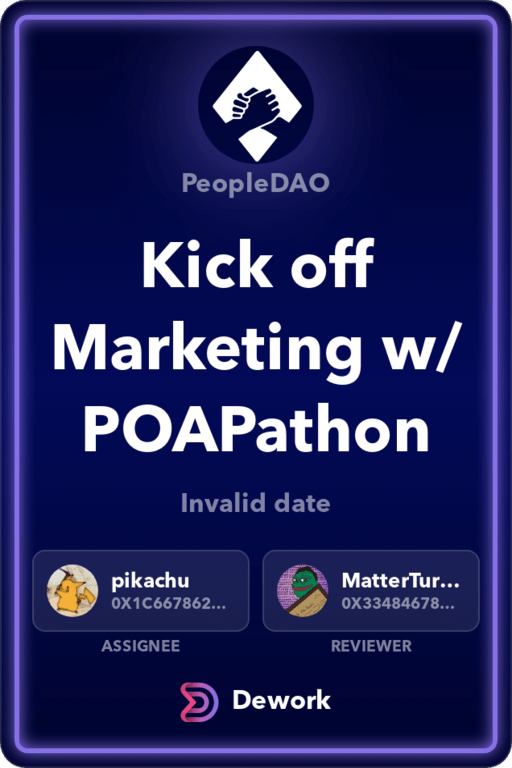 PeopleDAO
Kick off
Marketing w/
POAPathon
Invalid date
pikachu
0X1C667862...
MatterTur...
0X33484678...
ASSIGNEE
REVIEWER
Dework